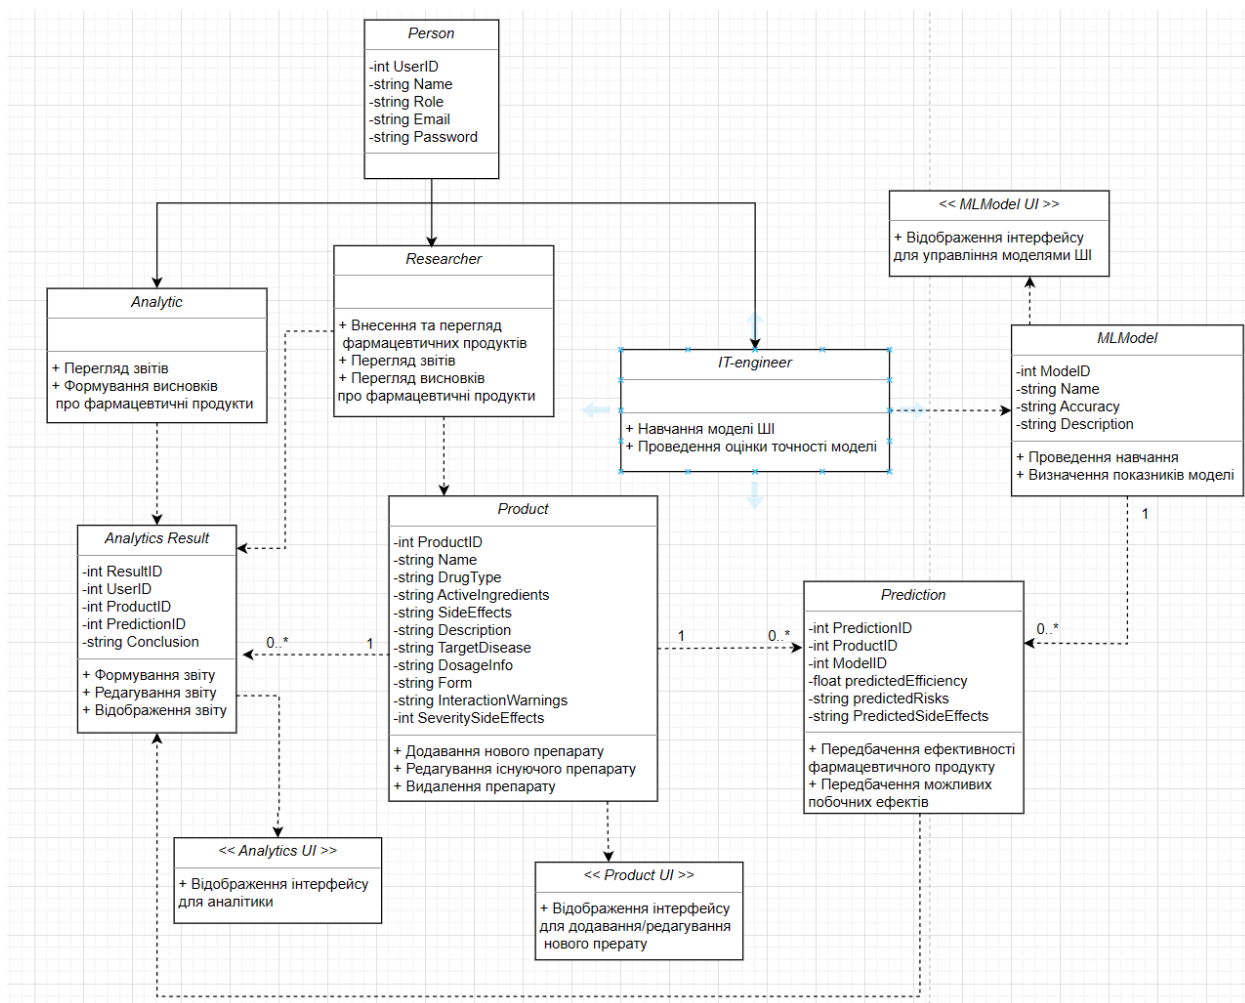 Person
-int UserID
-string Name
-string Role
-string Email
-string Password
<< MLModel UI >>
+ Відображення інтерфейсу
для управління моделями ШІ
Researcher
+ Внесення та перегляд
фармацевтичних продуктів
+ Перегляд звітів
+ Перегляд висновків
про фармацевтичні продукти
Analytic
+ Перегляд звітів
+ Формування висновків
про фармацевтичні продукти
IT-engineer
+ Навчання моделі ШІ
+ Проведення оцінки точності моделі
MLModel
-int ModelID
-string Name
-string Accuracy
-string Description
+ Проведення навчання
+ Визначення показників моделі
1
0..*
Analytics Result
-int ResultID
-int UserID
-int ProductID
-int PredictionID
-string Conclusion
+ Формування звіту
+ Редагування звіту
+ Відображення звіту
0..*
1
Product
-int ProductID
-string Name
-string DrugType
-string ActiveIngredients
-string SideEffects
-string Description
-string TargetDisease
-string DosageInfo
-string Form
-string InteractionWarnings
-int SeveritySideEffects
+ Додавання нового препарату
+ Редагування існуючого препарату
+ Видалення препарату
1
0..*
Prediction
-int PredictionID
-int ProductID
-int ModelID
-float predictedEfficiency
-string predictedRisks
-string PredictedSideEffects
+ Передбачення ефективності
фармацевтичного продукту
+ Передбачення можливих
побочних ефектів
<< Analytics UI >>
+ Відображення інтерфейсу
для аналітики
<< Product UI >>
+ Відображення інтерфейсу
для додавання/редагування
нового прерату